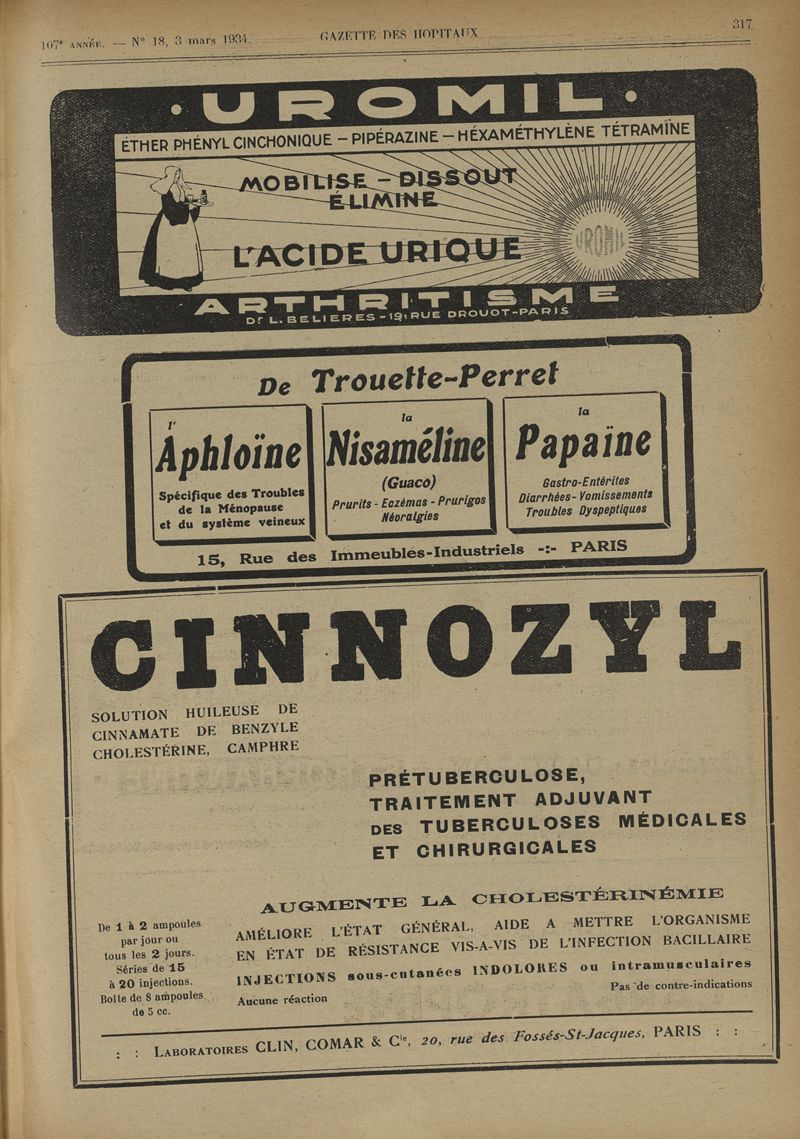 107e ANNÉE. — No 18, 3 mars 1934.
GAZETTE DES HOPITAUX
317
· UROMIL ·
ÉTHER PHÉNYL CINCHONIQUE – PIPÉRAZINE – HÉXAMÉTHYLÈNE TÉTRAMÎNE
MOBILISE – DISSOUT
ÉLIMINE
L'ACIDE URIQUE
UROMIL
ARTHRITISME
Dr L. BELIERES - 19, RUE DROUOT - PARIS
De Trouette-Perret
l'
Aphloïne
Spécifique des Troubles
de la Ménopause
et du système veineux
la
Nisaméline
(Guaco)
Prurits - Eczémas - Prurigos
Névralgies
la
Papaïne
Gastro-Entérites
Diarrhées - Vomissements
Troubles Dyspeptiques
15, Rue des Immeubles-Industriels -:- PARIS
CINNOZYL
SOLUTION HUILEUSE DE
CINNAMATE DE BENZYLE
CHOLESTÉRINE, CAMPHRE
PRÉTUBERCULOSE,
TRAITEMENT ADJUVANT
DES TUBERCULOSES MÉDICALES
ET CHIRURGICALES
De 1 à 2 ampoules
par jour ou
tous les 2 jours.
Séries de 15
à 20 injections.
Boîte de 8 ampoules
de 5 cc.
AUGMENTE LA CHOLESTÉRINÉMIE
AMÉLIORE L'ÉTAT GÉNÉRAL, AIDE A METTRE L'ORGANISME
EN ÉTAT DE RÉSISTANCE VIS-A-VIS DE L'INFECTION BACILLAIRE
INJECTIONS sous-cutanées INDOLORES ou intramusculaires
Aucune réaction
Pas de contre-indications
: : LABORATOIRES CLIN, COMAR & Cie, 20, rue des Fossés-St-Jacques, PARIS : :